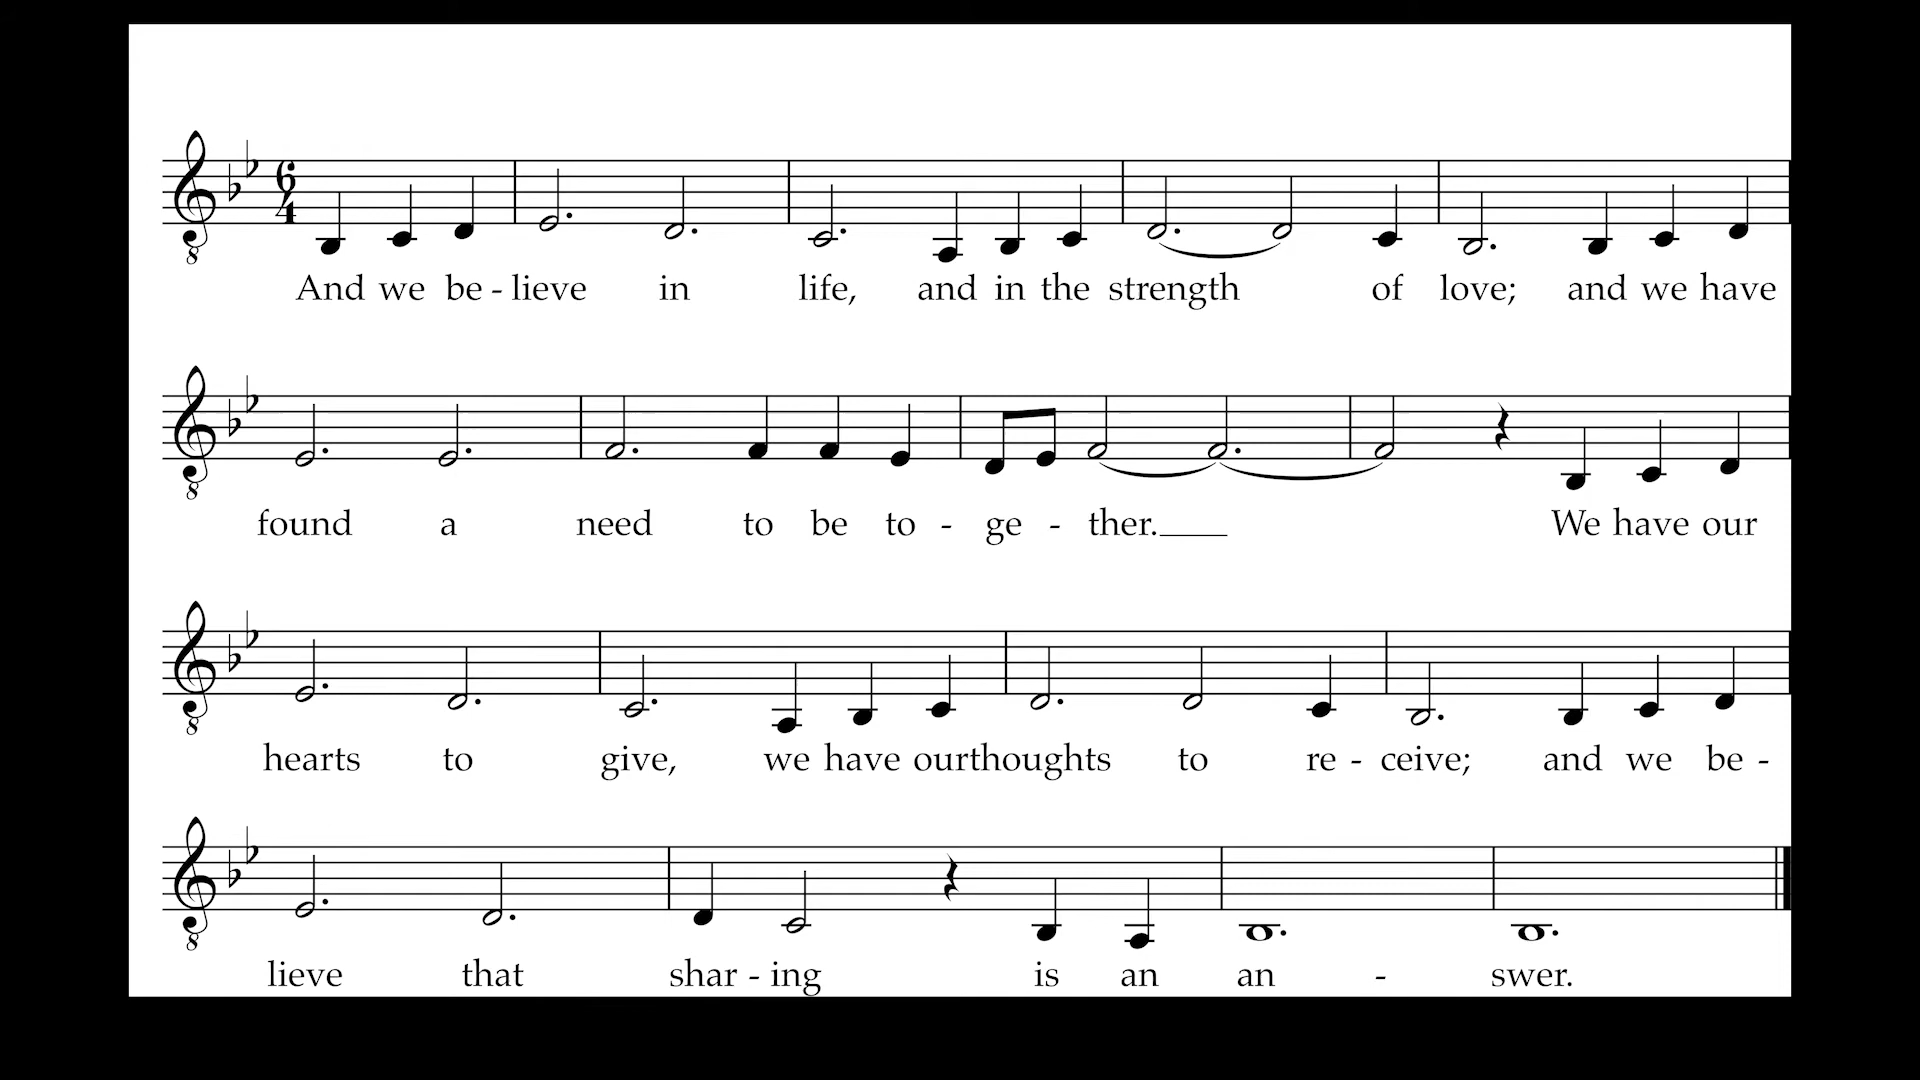 6
4
And we be - lieve in life, and in the strength of love; and we have
found a need to be to - ge - ther. We have our
hearts to give, we have ourthoughts to re - ceive; and we be -
lieve that shar - ing is an an - swer.